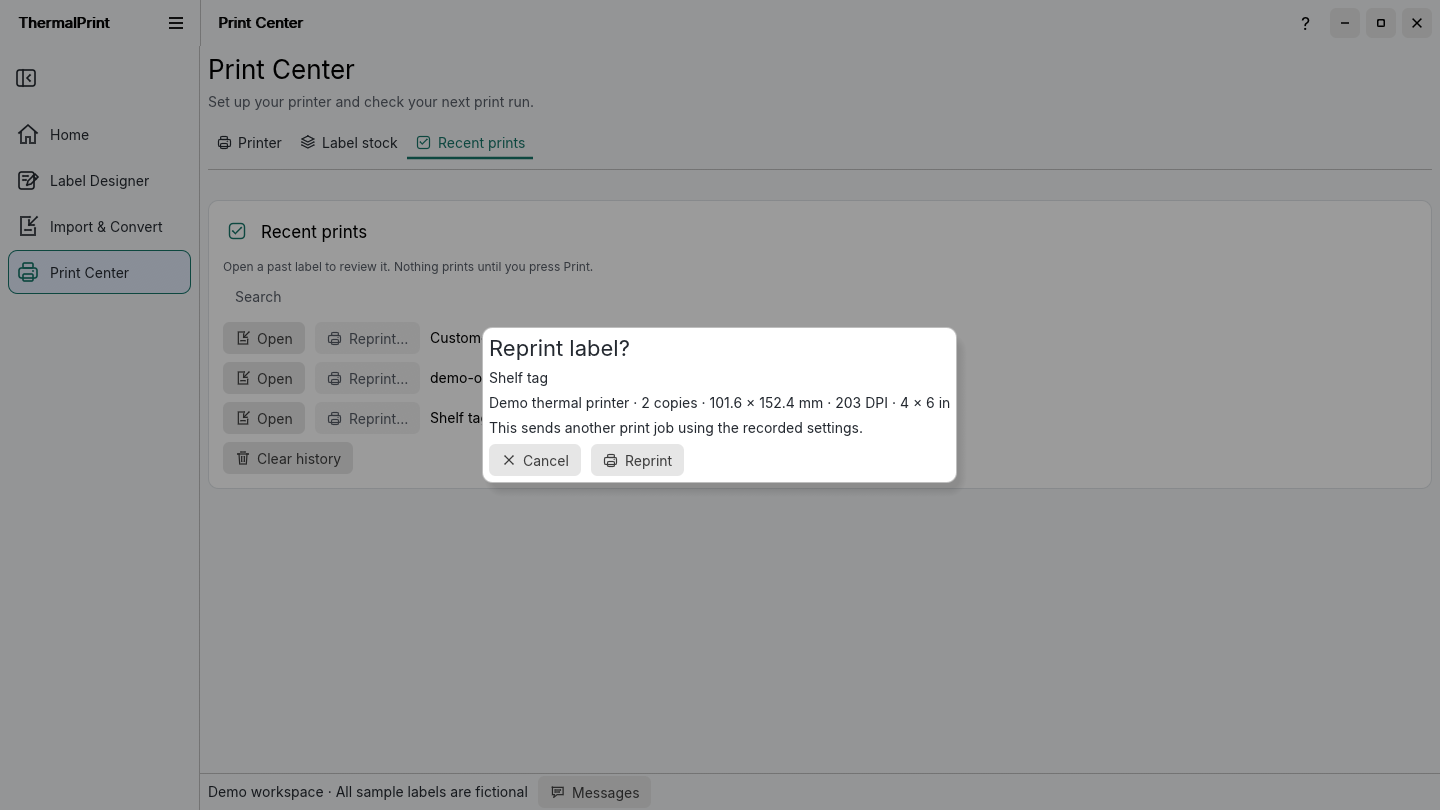 ThermalPrint
Print Center
?
Print Center
Set up your printer and check your next print run.
Home
Label Designer
Import & Convert
Print Center
Printer
Label stock
Recent prints
Recent prints
Open a past label to review it. Nothing prints until you press Print.
Search
Open Reprint... Custom
Open Reprint... demo-o
Open Reprint... Shelf ta
Clear history
Reprint label?
Shelf tag
Demo thermal printer · 2 copies · 101.6 × 152.4 mm · 203 DPI · 4 × 6 in
This sends another print job using the recorded settings.
Cancel Reprint
Demo workspace · All sample labels are fictional
Messages